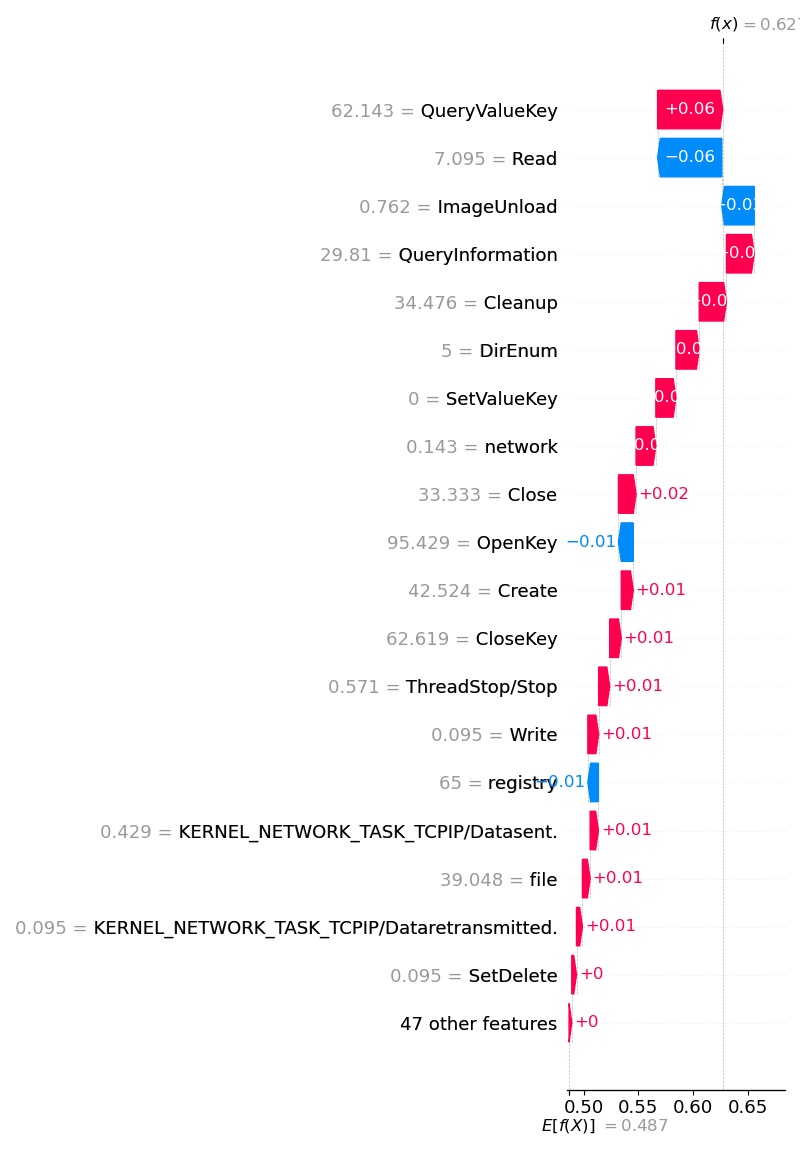 f(x) = 0.627
62.143 = QueryValueKey +0.06
7.095 = Read −0.06
0.762 = ImageUnload
29.81 = QueryInformation
34.476 = Cleanup
5 = DirEnum
0 = SetValueKey
0.143 = network
33.333 = Close +0.02
95.429 = OpenKey −0.01
42.524 = Create +0.01
62.619 = CloseKey +0.01
0.571 = ThreadStop/Stop +0.01
0.095 = Write +0.01
65 = registry −0.01
0.429 = KERNEL_NETWORK_TASK_TCPIP/Datasent. +0.01
39.048 = file +0.01
0.095 = KERNEL_NETWORK_TASK_TCPIP/Dataretransmitted. +0.01
0.095 = SetDelete +0
47 other features +0
0.50 0.55 0.60 0.65
E[f(X)] = 0.487